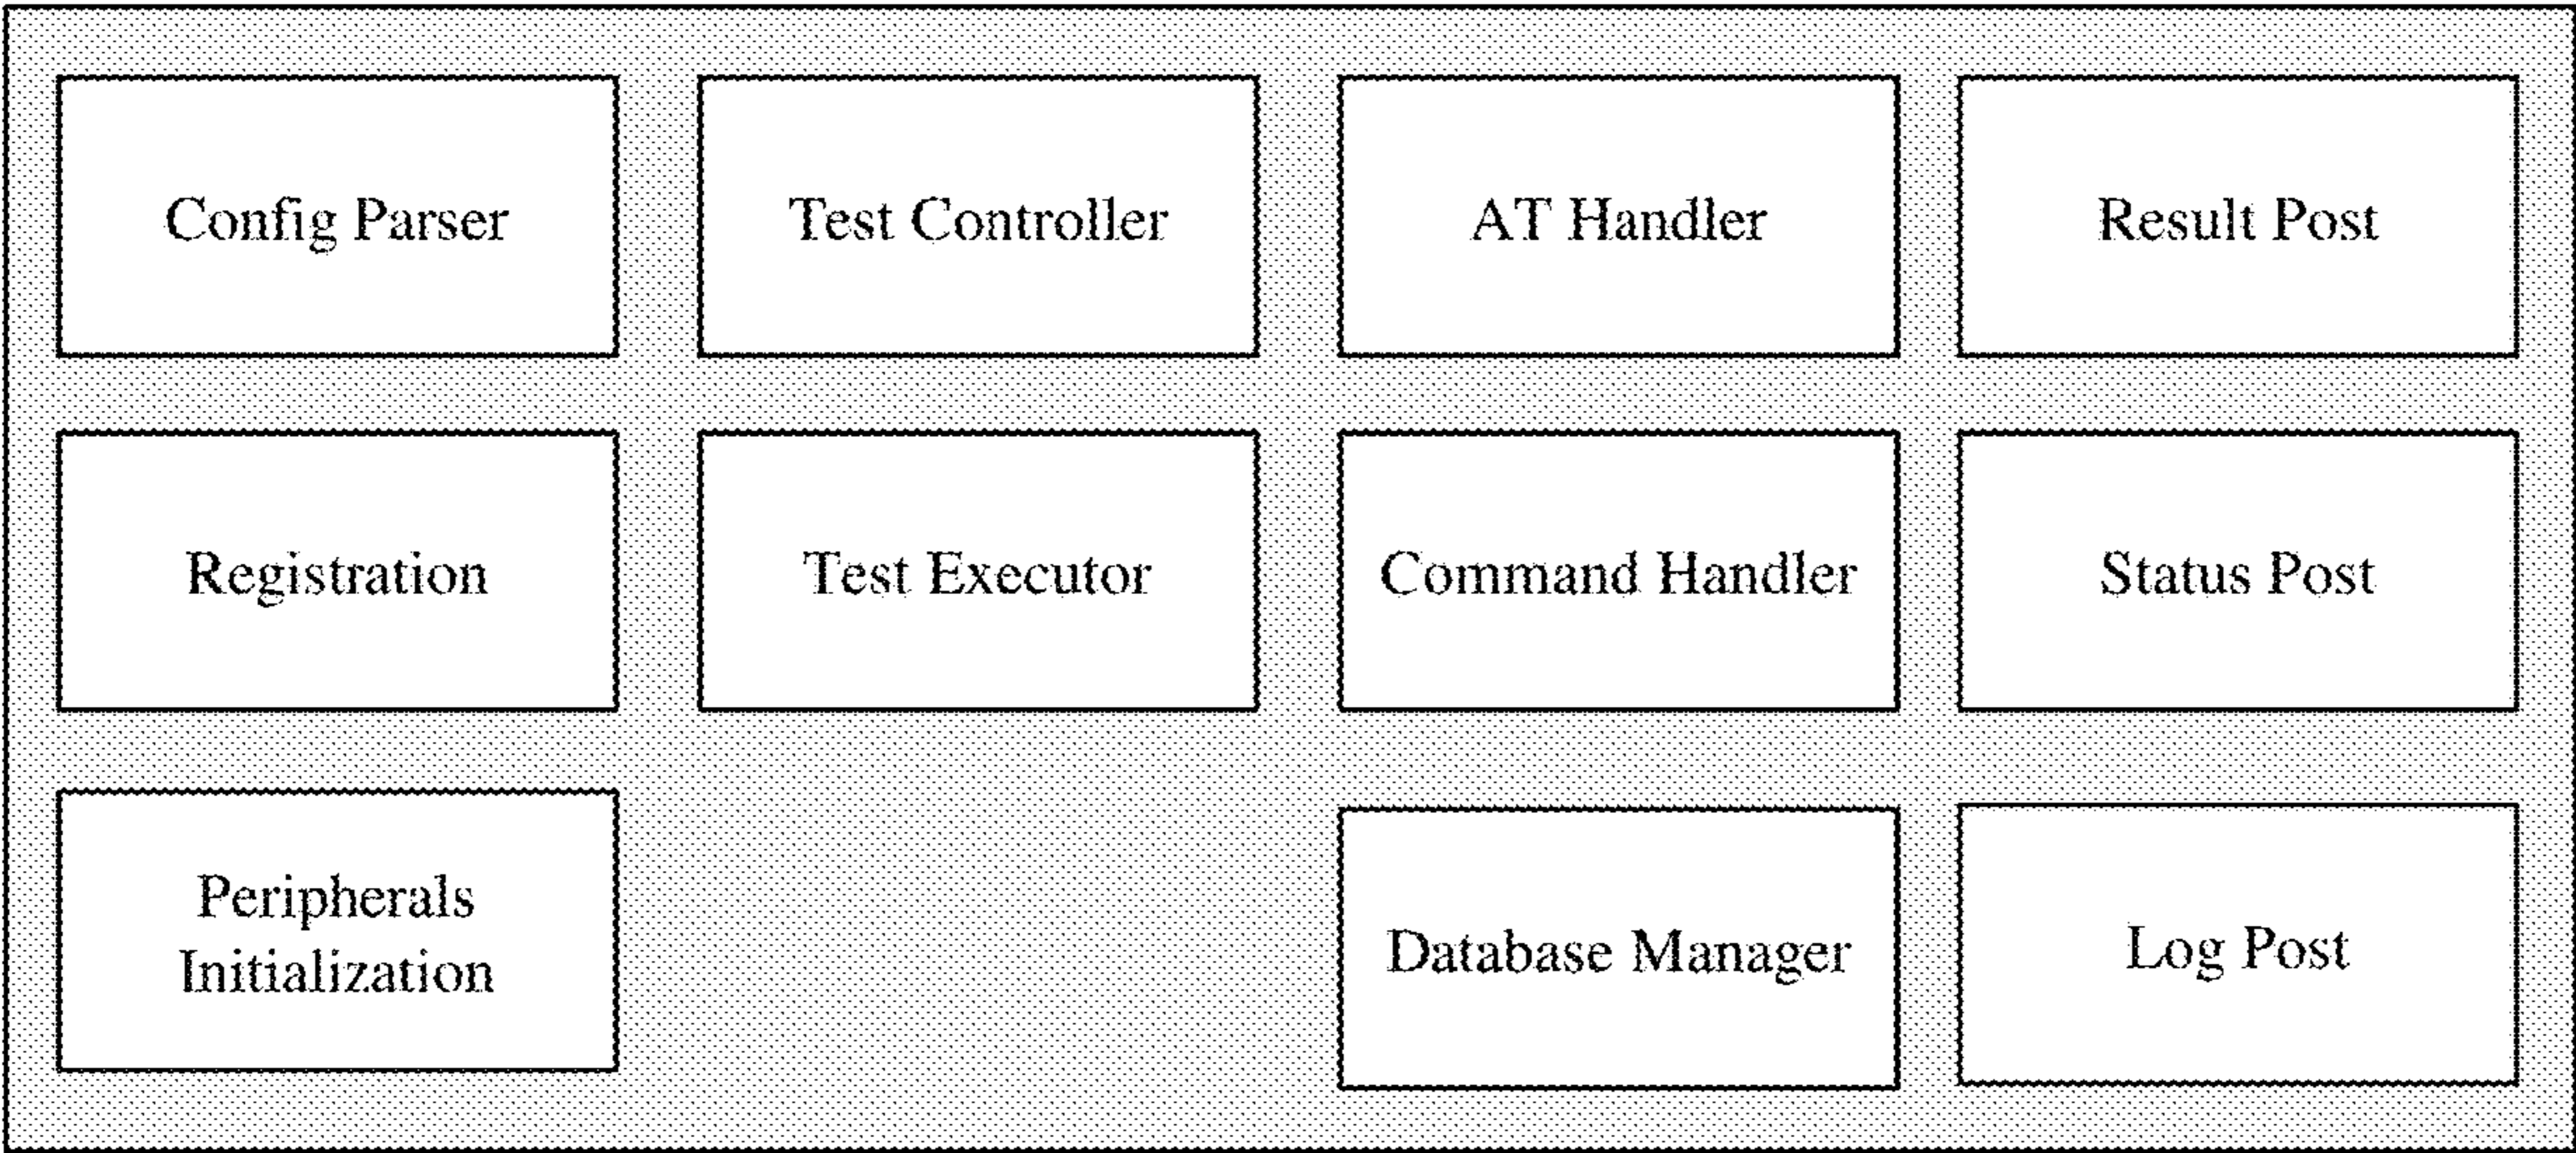 Config Parser
Test Controller
AT Handler
Result Post
Registration
Test Executor
Command Handler
Status Post
Peripherals
Initialization
Database Manager
Log Post